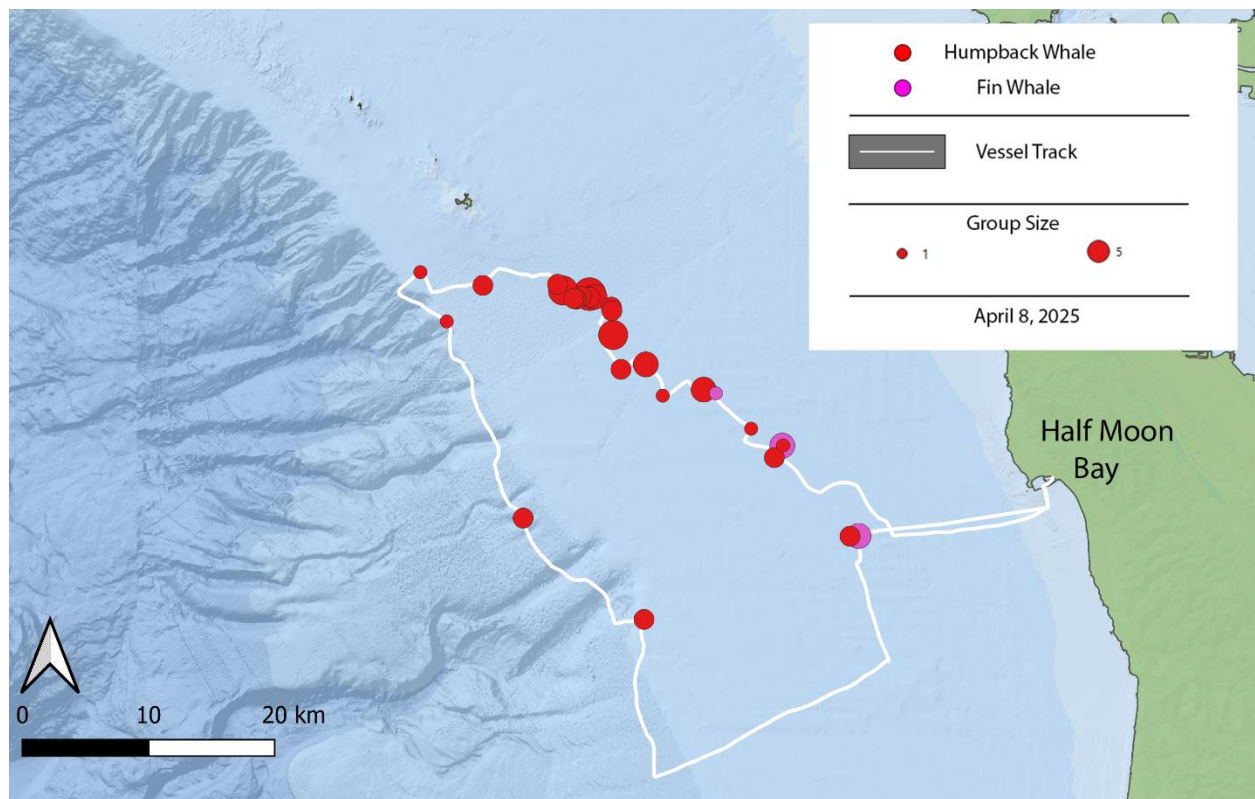 Humpback Whale
Fin Whale
Vessel Track
Group Size
1
5
April 8, 2025
Half Moon
Bay
0
10
20 km